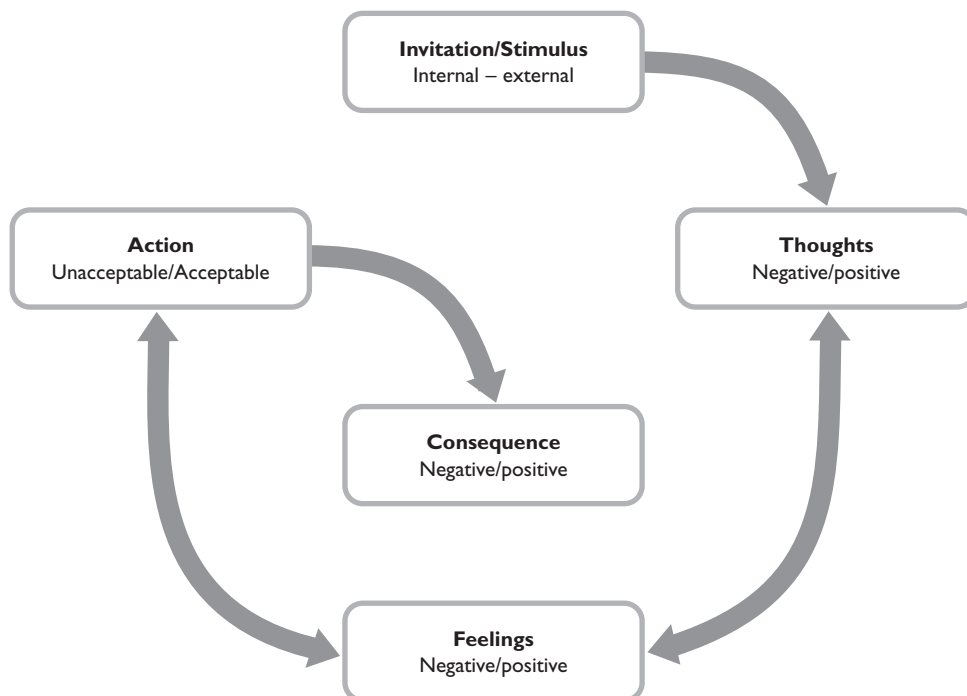 Invitation/Stimulus
Internal – external
Action
Unacceptable/Acceptable
Thoughts
Negative/positive
Consequence
Negative/positive
Feelings
Negative/positive